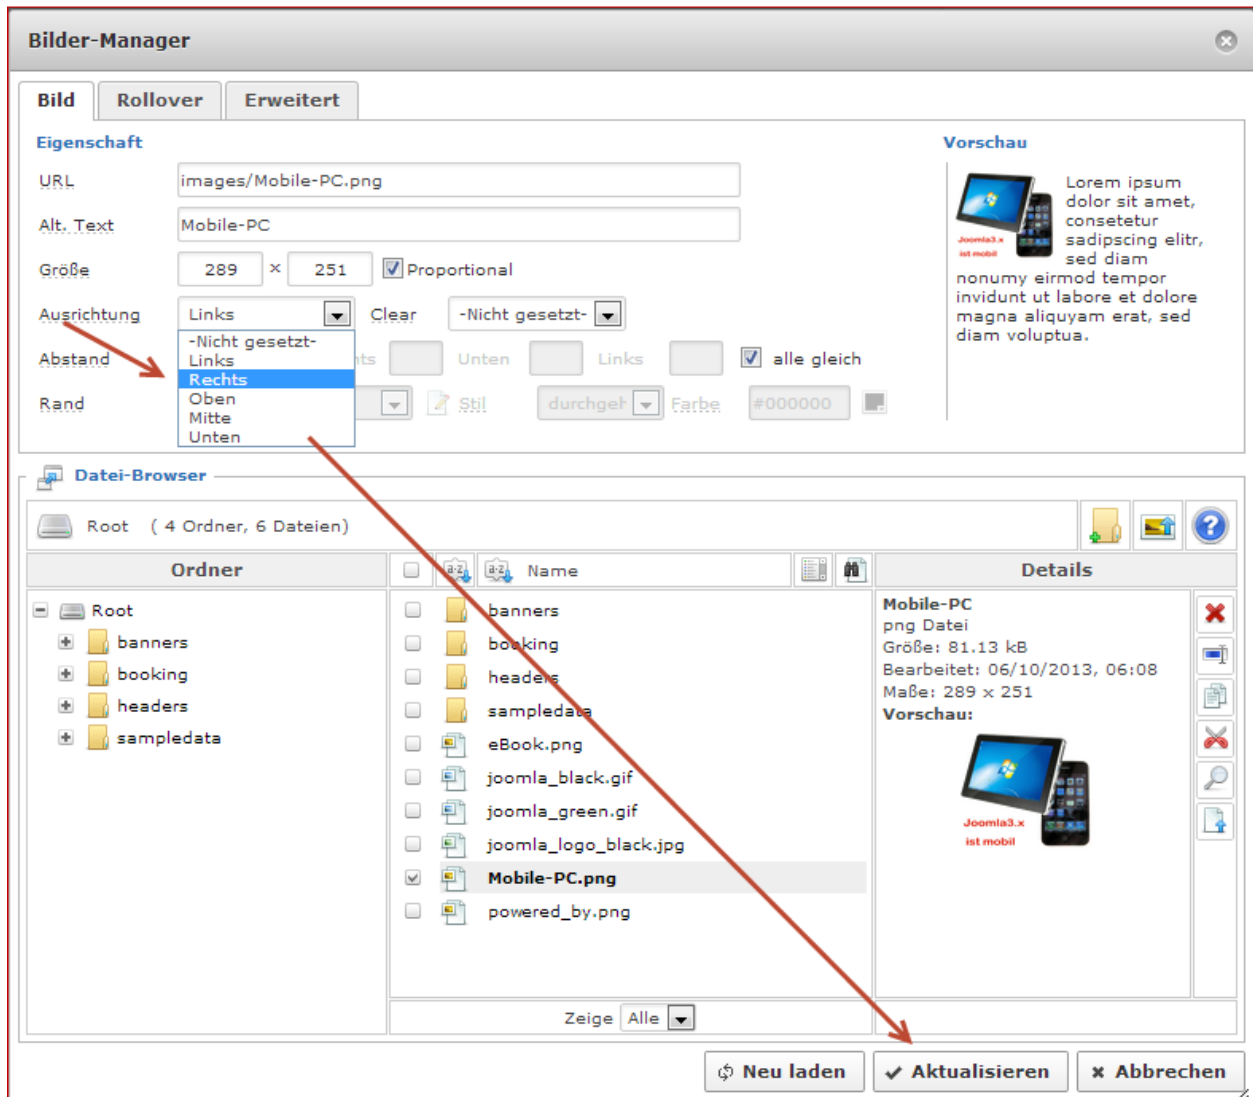 Bilder-Manager
Bild Rollover Erweitert
Eigenschaft
URL images/Mobile-PC.png
Alt. Text Mobile-PC
Größe 289 × 251 Proportional
Ausrichtung Links Clear -Nicht gesetzt-
-Nicht gesetzt-
Links
Rechts
Oben
Mitte
Unten
Abstand Unten Links alle gleich
Rand Stil Farbe #000000
Vorschau
Joomla3.x
ist mobil
Lorem ipsum
dolor sit amet,
consetetur
sadipscing elitr,
sed diam
nonumy eirmod tempor
invidunt ut labore et dolore
magna aliquyam erat, sed
diam voluptua.
Datei-Browser
Root ( 4 Ordner, 6 Dateien)
Ordner
Root
banners
booking
headers
sampledata
Name
banners
booking
headers
sampledata
eBook.png
joomla_black.gif
joomla_green.gif
joomla_logo_black.jpg
Mobile-PC.png
powered_by.png
Zeige Alle
Details
Mobile-PC
png Datei
Größe: 81.13 kB
Bearbeitet: 06/10/2013, 06:08
Maße: 289 x 251
Vorschau:
Joomla3.x
ist mobil
Neu laden Aktualisieren Abbrechen